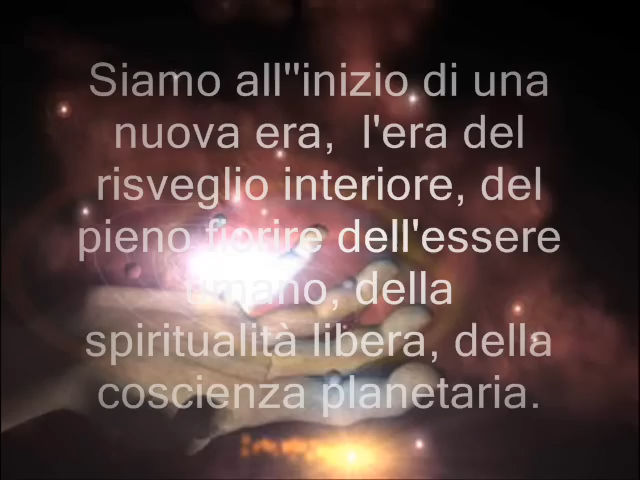 Siamo all''inizio di una
nuova era, l'era del
risveglio interiore, del
pieno fiorire dell'essere
umano, della
spiritualità libera, della
coscienza planetaria.